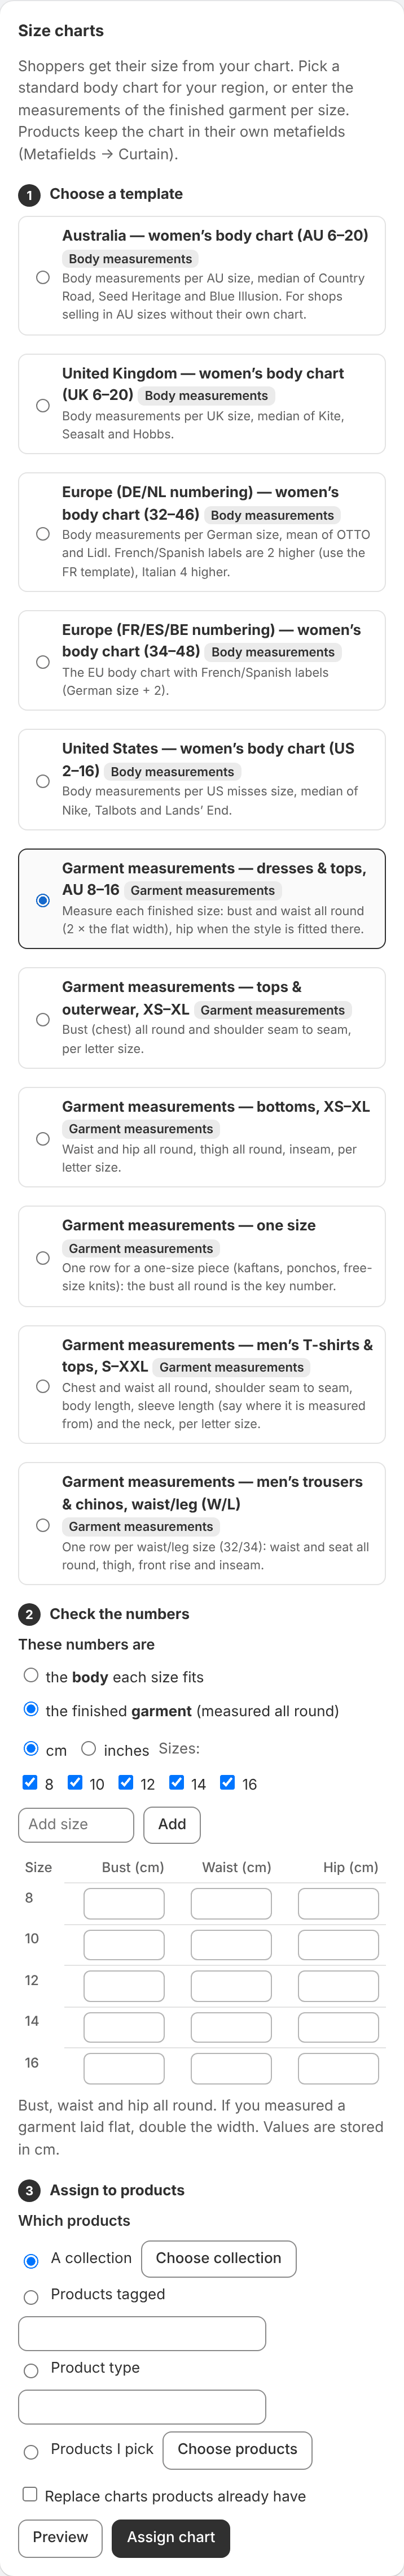 Size charts
Shoppers get their size from your chart. Pick a
standard body chart for your region, or enter the
measurements of the finished garment per size.
Products keep the chart in their own metafields
(Metafields → Curtain).
1 Choose a template
Australia — women’s body chart (AU 6–20)
Body measurements
Body measurements per AU size, median of Country
Road, Seed Heritage and Blue Illusion. For shops
selling in AU sizes without their own chart.
United Kingdom — women’s body chart
(UK 6–20) Body measurements
Body measurements per UK size, median of Kite,
Seasalt and Hobbs.
Europe (DE/NL numbering) — women’s
body chart (32–46) Body measurements
Body measurements per German size, mean of OTTO
and Lidl. French/Spanish labels are 2 higher (use the
FR template), Italian 4 higher.
Europe (FR/ES/BE numbering) — women’s
body chart (34–48) Body measurements
The EU body chart with French/Spanish labels
(German size + 2).
United States — women’s body chart (US
2–16) Body measurements
Body measurements per US misses size, median of
Nike, Talbots and Lands’ End.
Garment measurements — dresses & tops,
AU 8–16 Garment measurements
Measure each finished size: bust and waist all round
(2 × the flat width), hip when the style is fitted there.
Garment measurements — tops &
outerwear, XS–XL Garment measurements
Bust (chest) all round and shoulder seam to seam,
per letter size.
Garment measurements — bottoms, XS–XL
Garment measurements
Waist and hip all round, thigh all round, inseam, per
letter size.
Garment measurements — one size
Garment measurements
One row for a one-size piece (kaftans, ponchos, free-
size knits): the bust all round is the key number.
Garment measurements — men’s T-shirts &
tops, S–XXL Garment measurements
Chest and waist all round, shoulder seam to seam,
body length, sleeve length (say where it is measured
from) and the neck, per letter size.
Garment measurements — men’s trousers
& chinos, waist/leg (W/L)
Garment measurements
One row per waist/leg size (32/34): waist and seat all
round, thigh, front rise and inseam.
2 Check the numbers
These numbers are
the body each size fits
the finished garment (measured all round)
cm inches Sizes:
8 10 12 14 16
Add size Add
Size Bust (cm) Waist (cm) Hip (cm)
8
10
12
14
16
Bust, waist and hip all round. If you measured a
garment laid flat, double the width. Values are stored
in cm.
3 Assign to products
Which products
A collection Choose collection
Products tagged
Product type
Products I pick Choose products
Replace charts products already have
Preview Assign chart